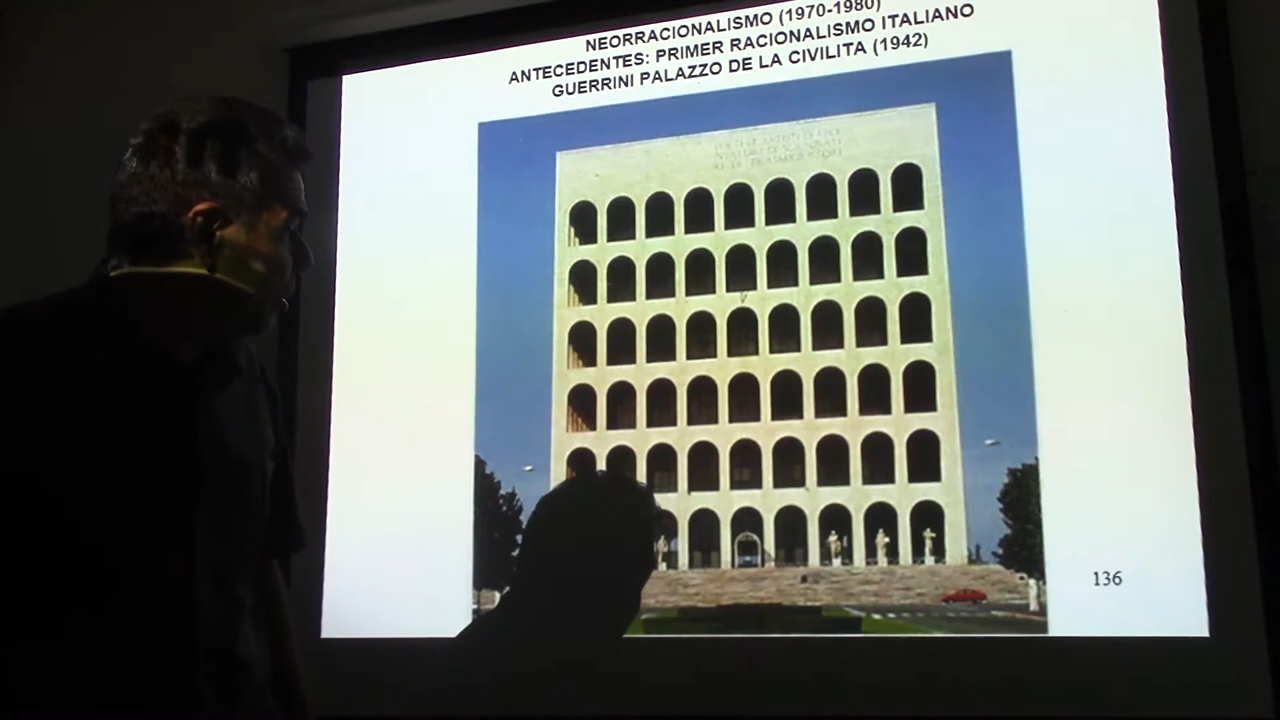 NEORRACIONALISMO (1970-1980)
ANTECEDENTES: PRIMER RACIONALISMO ITALIANO
GUERRINI PALAZZO DE LA CIVILITA (1942)
136